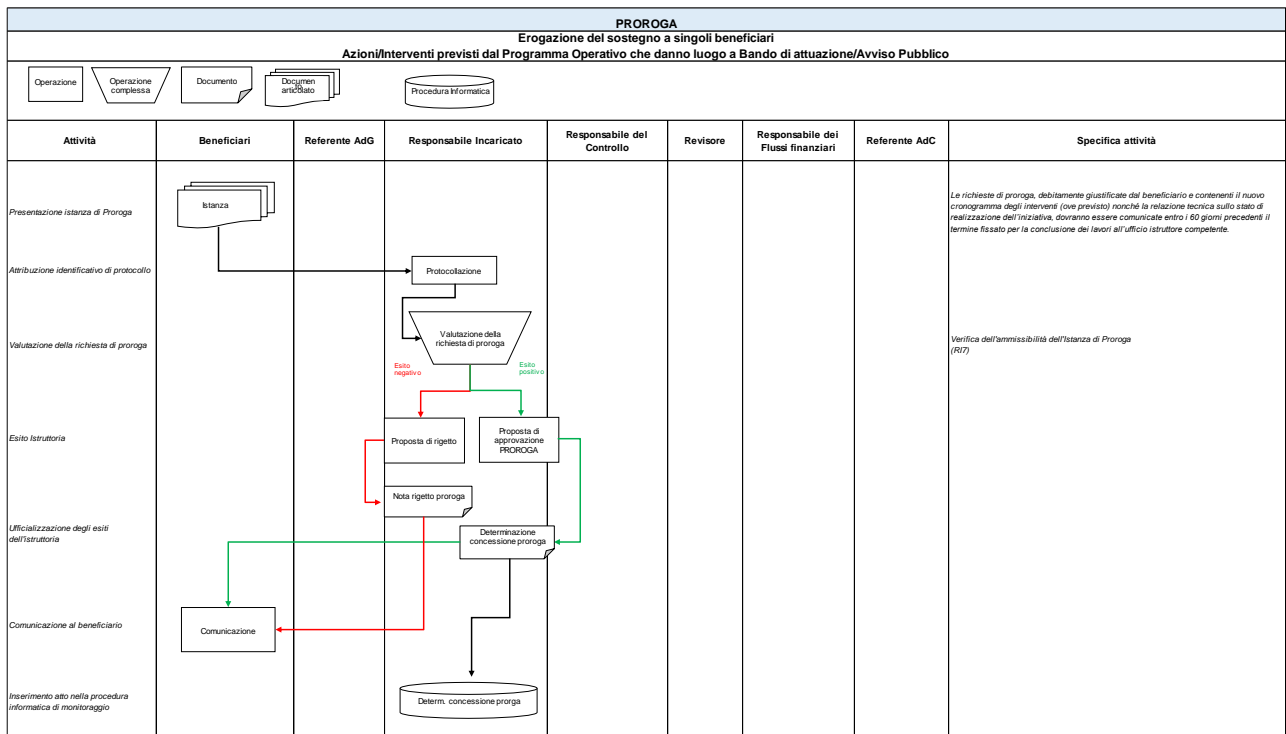 PROROGA
Erogazione del sostegno a singoli beneficiari
Azioni/Interventi previsti dal Programma Operativo che danno luogo a Bando di attuazione/Avviso Pubblico
Operazione
Operazione
complessa
Documento
Documen
to
articolato
Procedura Informatica
Attività
Beneficiari
Referente AdG
Responsabile Incaricato
Responsabile del
Controllo
Revisore
Responsabile dei
Flussi finanziari
Referente AdC
Specifica attività
Presentazione istanza di Proroga
Istanza
Le richieste di proroga, debitamente giustificate dal beneficiario e contenenti il nuovo
cronogramma degli interventi (ove previsto) nonché la relazione tecnica sullo stato di
realizzazione dell'iniziativa, dovranno essere comunicate entro i 60 giorni precedenti il
termine fissato per la conclusione dei lavori all'ufficio istruttore competente.
Attribuzione identificativo di protocollo
Protocollazione
Valutazione della richiesta di proroga
Valutazione della
richiesta di proroga
Verifica dell'ammissibilità dell'Istanza di Proroga
(RI7)
Esito
negativo
Esito
positivo
Esito Istruttoria
Proposta di rigetto
Proposta di
approvazione
PROROGA
Nota rigetto proroga
Ufficializzazione degli esiti
dell'istruttoria
Determinazione
concessione proroga
Comunicazione al beneficiario
Comunicazione
Inserimento atto nella procedura
informatica di monitoraggio
Determ. concessione prorga